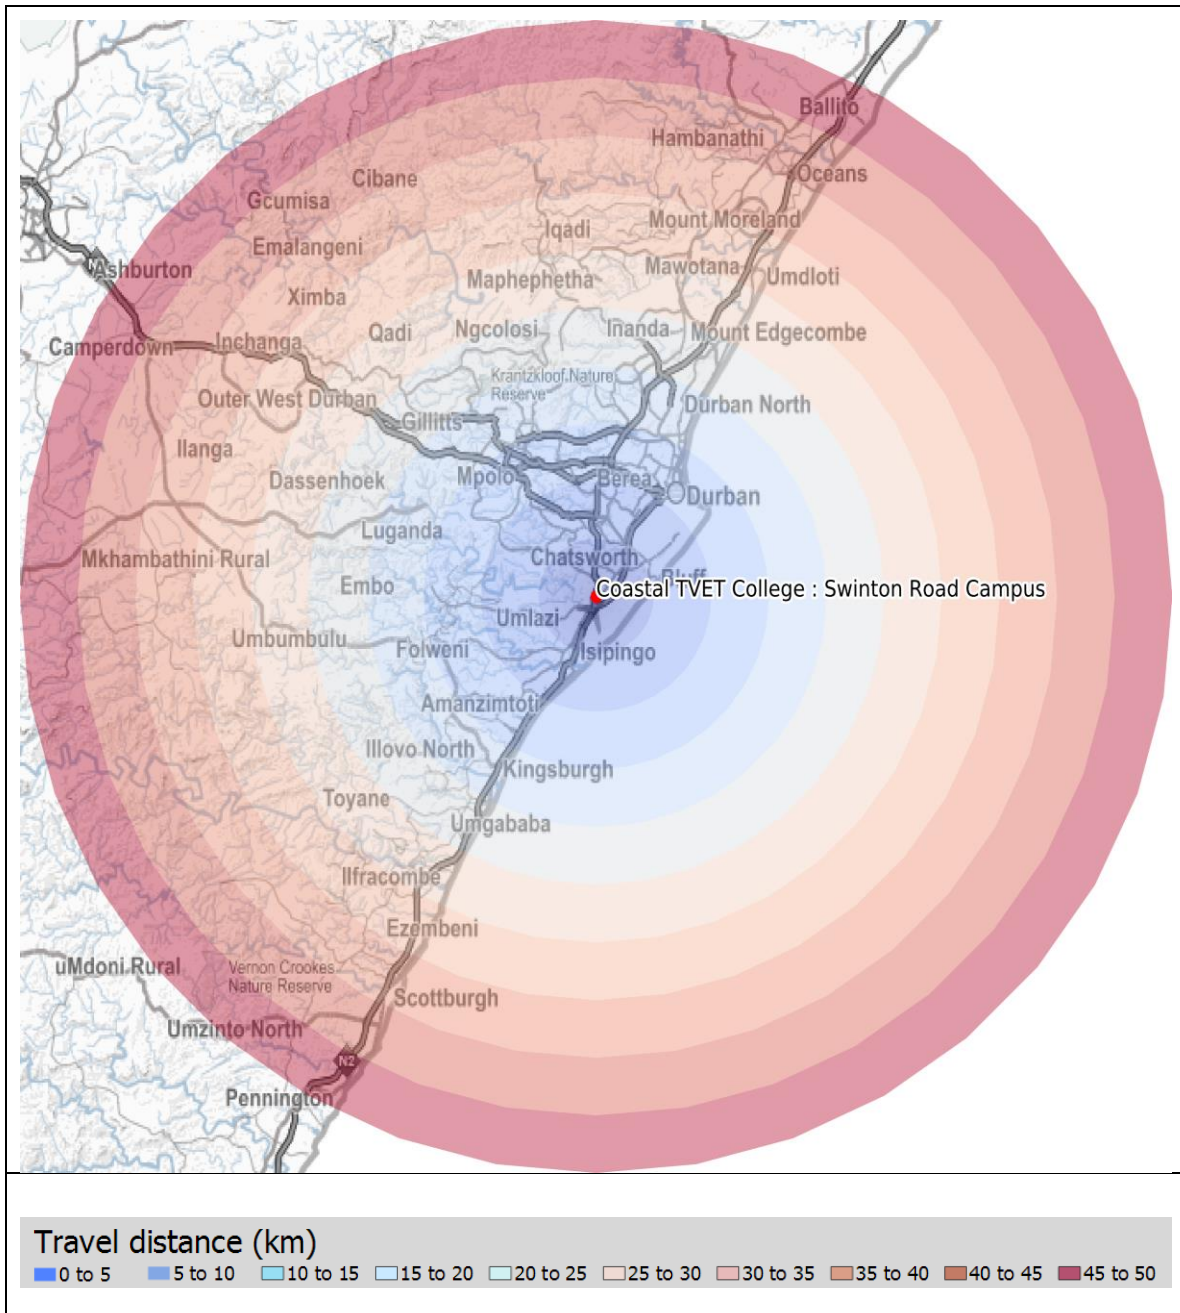 Ballito
Hambanathi
Oceans
Cibane
Gcumisa
Mount Moreland
Iqadi
Emalangeni
Ashburton
Mawotana
Umdloti
Maphephetha
Ximba
Qadi
Ngcolosi
Inanda
Mount Edgecombe
Camperdown
Inchanga
Krantzkloof Nature
Reserve
Outer West Durban
Durban North
Gillitts
Ilanga
Dassenhoek
Mpolo
Berea
Durban
Luganda
Chatsworth
Mkhambathini Rural
Bluff
Embo
Coastal TVET College : Swinton Road Campus
Umlazi
Umbumbulu
Folweni
Isipingo
Amanzimtoti
Illovo North
Kingsburgh
Toyane
Umgababa
Ilfracombe
Ezembeni
uMdoni Rural
Vernon Crookes
Nature Reserve
Scottburgh
Umzinto North
N2
Pennington
Travel distance (km)
0 to 5 5 to 10 10 to 15 15 to 20 20 to 25 25 to 30 30 to 35 35 to 40 40 to 45 45 to 50